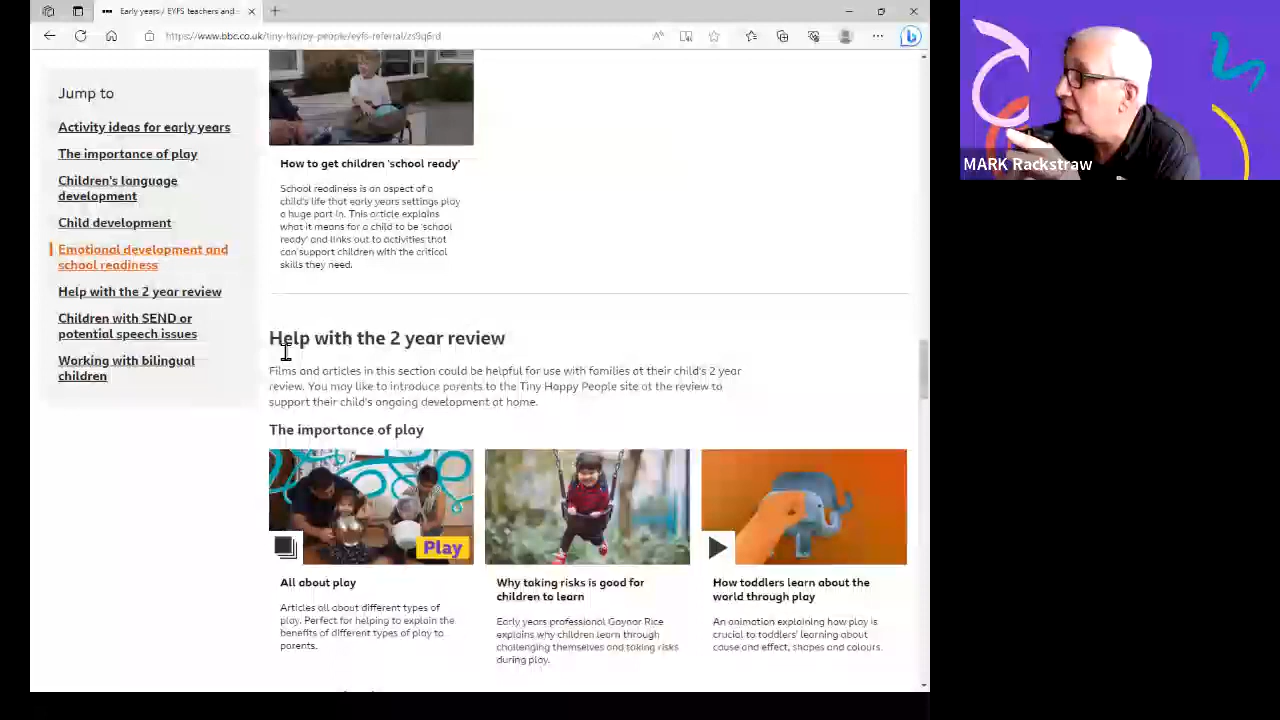 Early years / EYFS teachers and
https://www.bbc.co.uk/tiny-happy-people/eyfs-referral/zs9q6rd
Jump to
Activity ideas for early years
The importance of play
Children's language
development
Child development
Emotional development and
school readiness
Help with the 2 year review
Children with SEND or
potential speech issues
Working with bilingual
children
How to get children 'school ready'
School readiness is an aspect of a
child's life that early years settings play
a huge part in. This article explains
what it means for a child to be 'school
ready' and links out to activities that
can support children with the critical
skills they need.
Help with the 2 year review
Films and articles in this section could be helpful for use with families at their child's 2 year
review. You may like to introduce parents to the Tiny Happy People site at the review to
support their child's ongoing development at home.
The importance of play
Play
All about play
Articles all about different types of
play. Perfect for helping to explain the
benefits of different types of play to
parents.
Why taking risks is good for
children to learn
Early years professional Gaynor Rice
explains why children learn through
challenging themselves and taking risks
during play.
How toddlers learn about the
world through play
An animation explaining how play is
crucial to toddlers' learning about
cause and effect, shapes and colours.
MARK Rackstraw